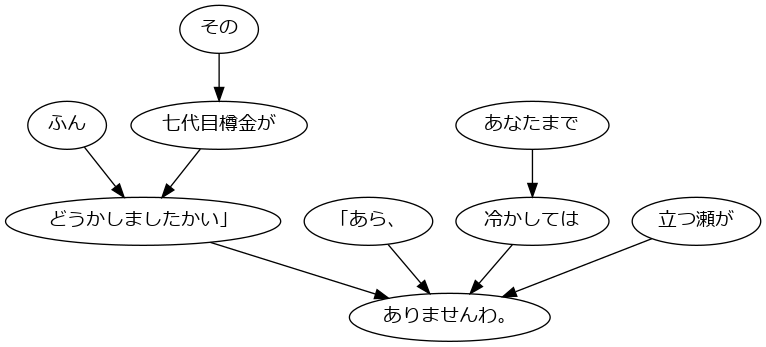 その
ふん
七代目樽金が
あなたまで
どうかしましたかい」
「あら、
冷かしては
立つ瀬が
ありませんわ。